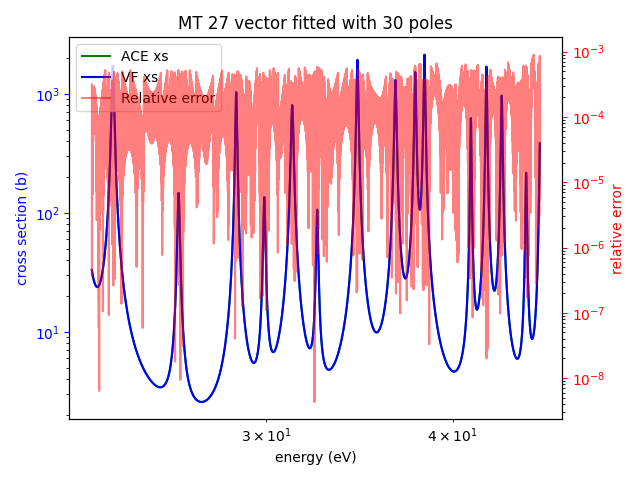 MT 27 vector fitted with 30 poles
ACE xs
VF xs
Relative error
cross section (b)
10³
10²
10¹
10⁻³
10⁻⁴
10⁻⁵
10⁻⁶
10⁻⁷
10⁻⁸
relative error
3 × 10¹
4 × 10¹
energy (eV)